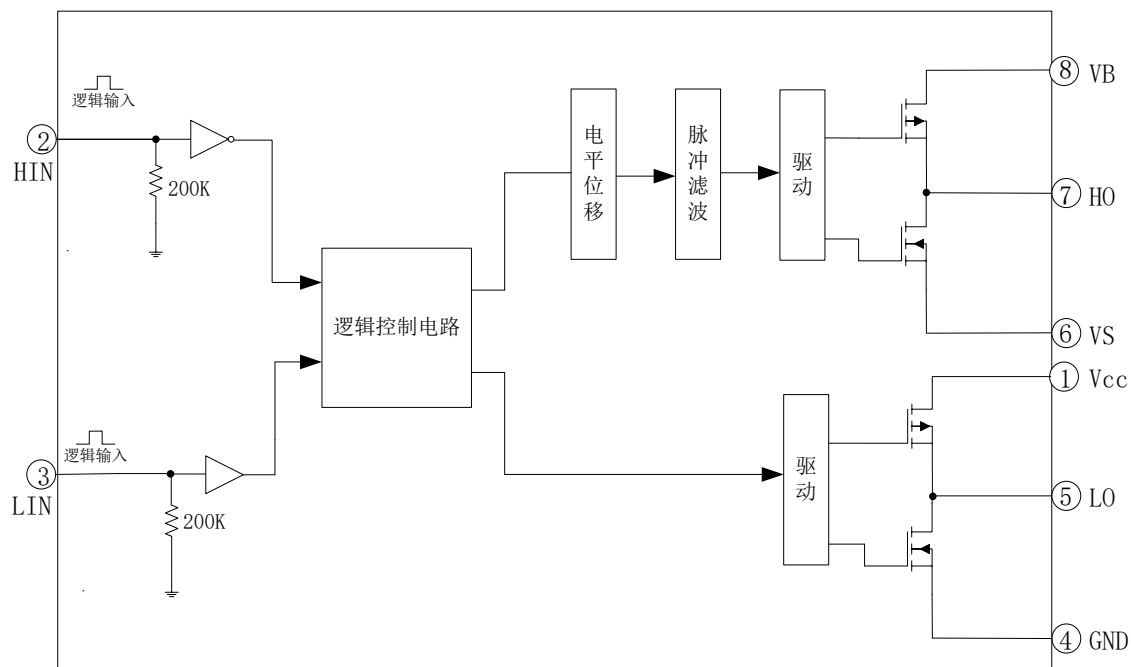 逻辑输入
② HIN
200K
逻辑输入
③ LIN
200K
逻辑控制电路
电平位移
脉冲滤波
驱动
驱动
⑧ VB
⑦ HO
⑥ VS
① Vcc
⑤ LO
④ GND